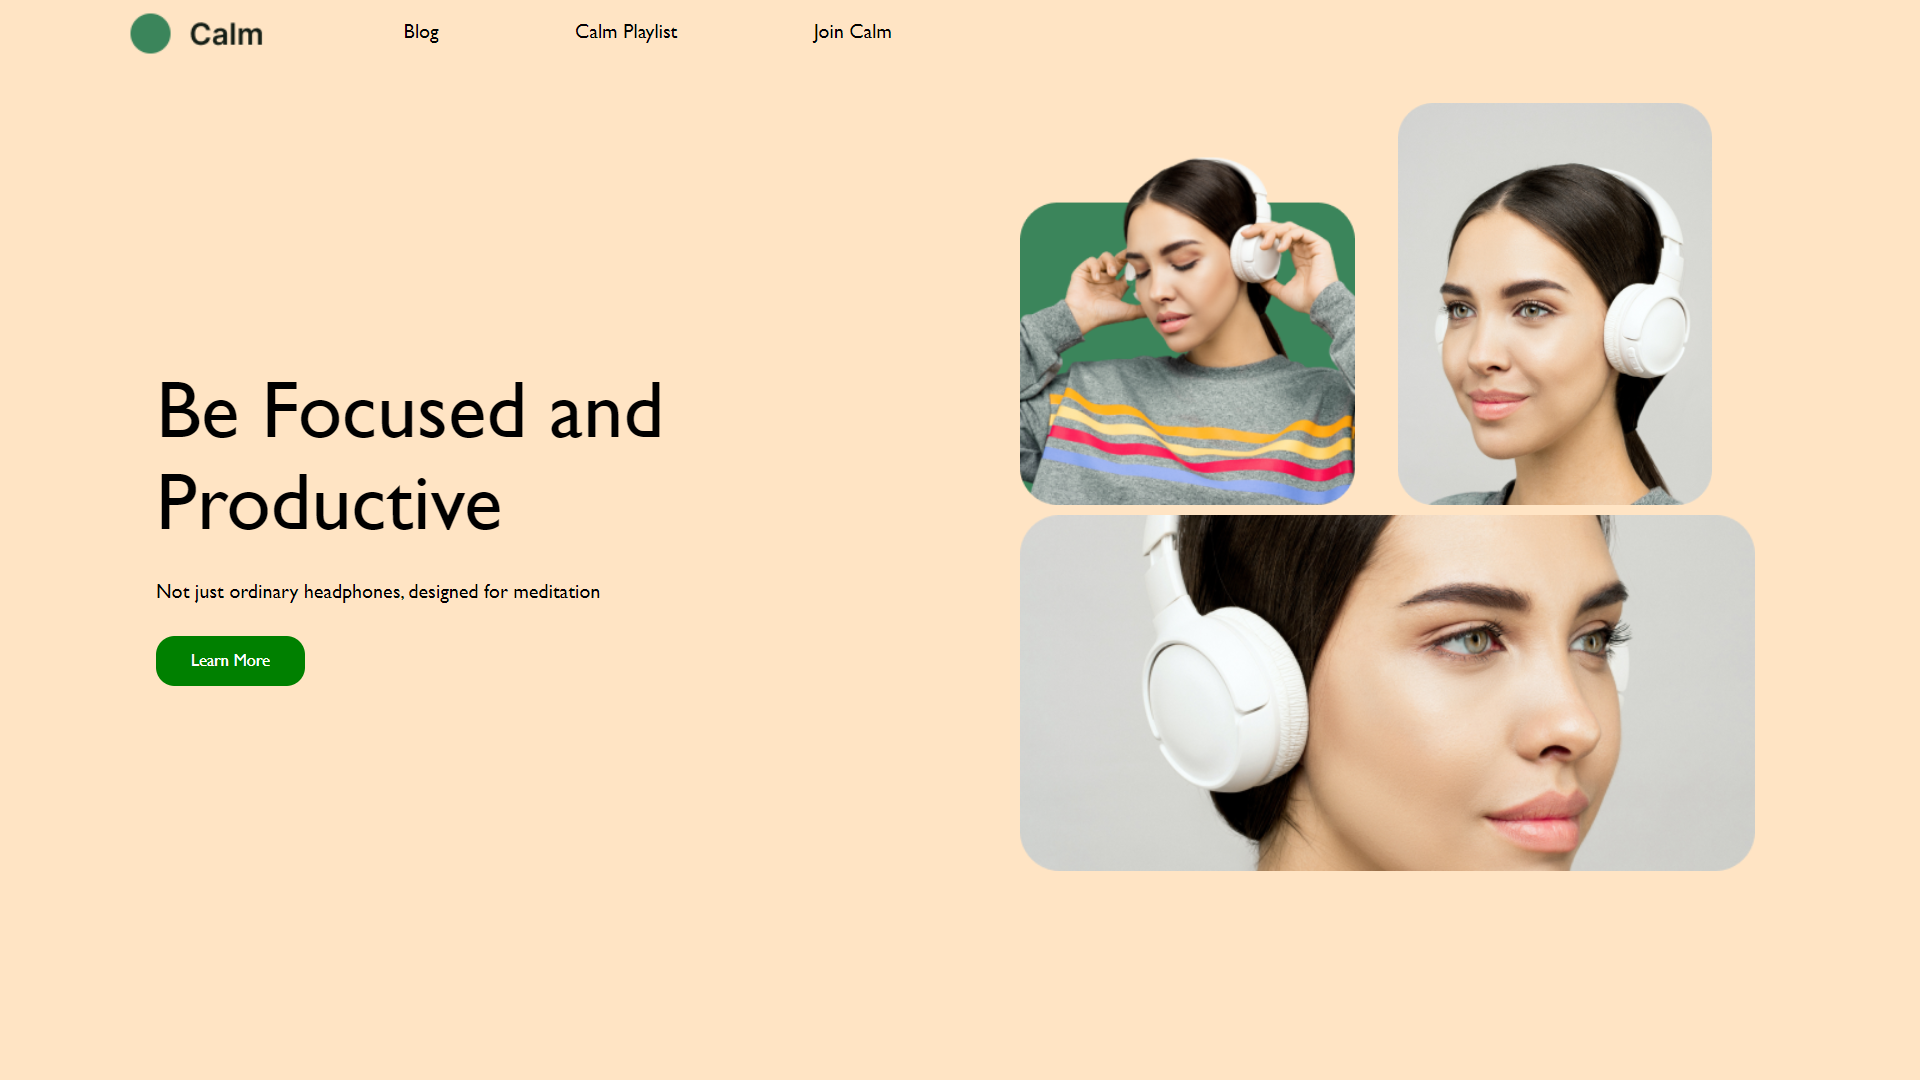 Calm
Blog
Calm Playlist
Join Calm
Be Focused and
Productive
Not just ordinary headphones, designed for meditation
Learn More